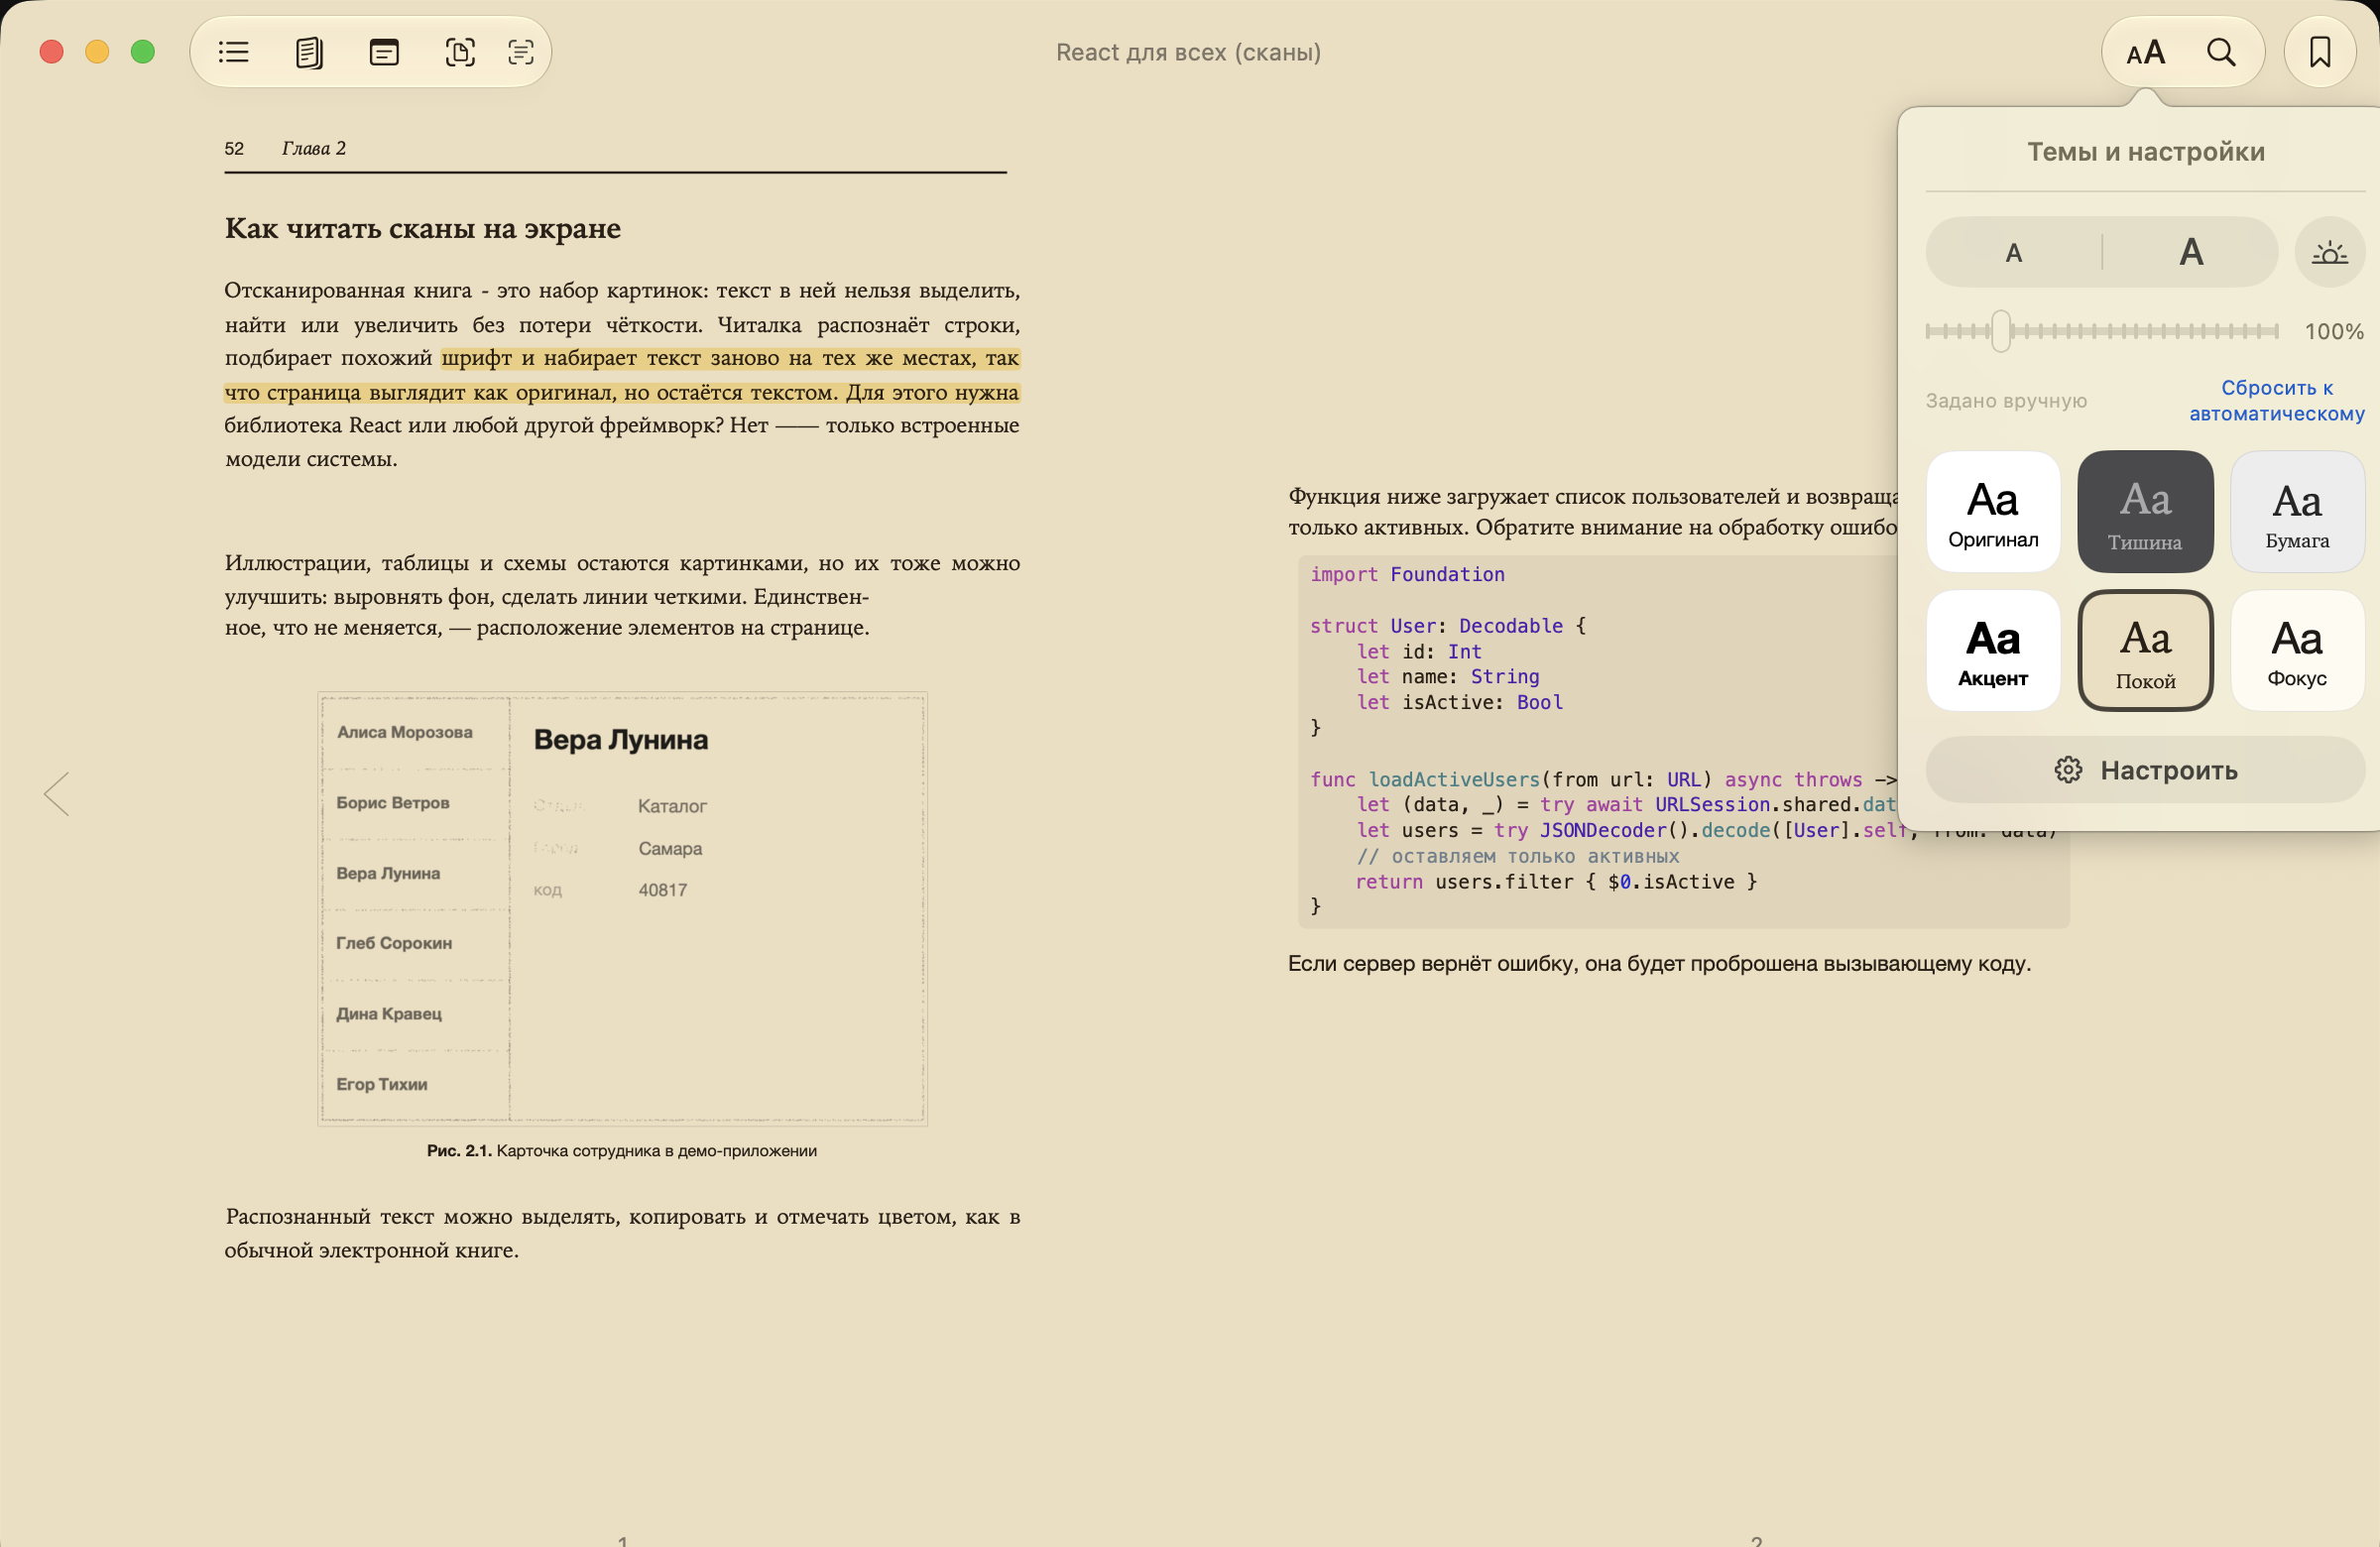 React для всех (сканы)
AA
52 Глава 2
Как читать сканы на экране
Отсканированная книга - это набор картинок: текст в ней нельзя выделить,
найти или увеличить без потери чёткости. Читалка распознаёт строки,
подбирает похожий шрифт и набирает текст заново на тех же местах, так
что страница выглядит как оригинал, но остаётся текстом. Для этого нужна
библиотека React или любой другой фреймворк? Нет —— только встроенные
модели системы.
Иллюстрации, таблицы и схемы остаются картинками, но их тоже можно
улучшить: выровнять фон, сделать линии четкими. Единствен-
ное, что не меняется, — расположение элементов на странице.
Алиса Морозова
Борис Ветров
Вера Лунина
Глеб Сорокин
Дина Кравец
Егор Тихии
Вера Лунина
Каталог
Самара
код 40817
Рис. 2.1. Карточка сотрудника в демо-приложении
Распознанный текст можно выделять, копировать и отмечать цветом, как в
обычной электронной книге.
1
Функция ниже загружает список пользователей и возвраща
только активных. Обратите внимание на обработку ошибо
import Foundation
struct User: Decodable {
    let id: Int
    let name: String
    let isActive: Bool
}
func loadActiveUsers(from url: URL) async throws ->
    let (data, _) = try await URLSession.shared.dat
    let users = try JSONDecoder().decode([User].self, from: data)
    // оставляем только активных
    return users.filter { $0.isActive }
}
Если сервер вернёт ошибку, она будет проброшена вызывающему коду.
2
Темы и настройки
A A
100%
Задано вручную
Сбросить к
автоматическому
Aa Aa Aa
Оригинал Тишина Бумага
Aa Aa Aa
Акцент Покой Фокус
Настроить